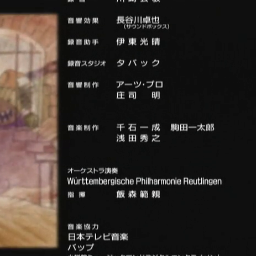 音響効果 長谷川卓也
(サウンドボックス)
録音助手 伊東光晴
録音スタジオ タバック
音響制作 アーツ・プロ
庄司 明
音楽制作 千石一成 駒田一太郎
浅田秀之
オーケストラ演奏
Württembergische Philharmonie Reutlingen
指揮 飯森範親
音楽協力
日本テレビ音楽
バップ